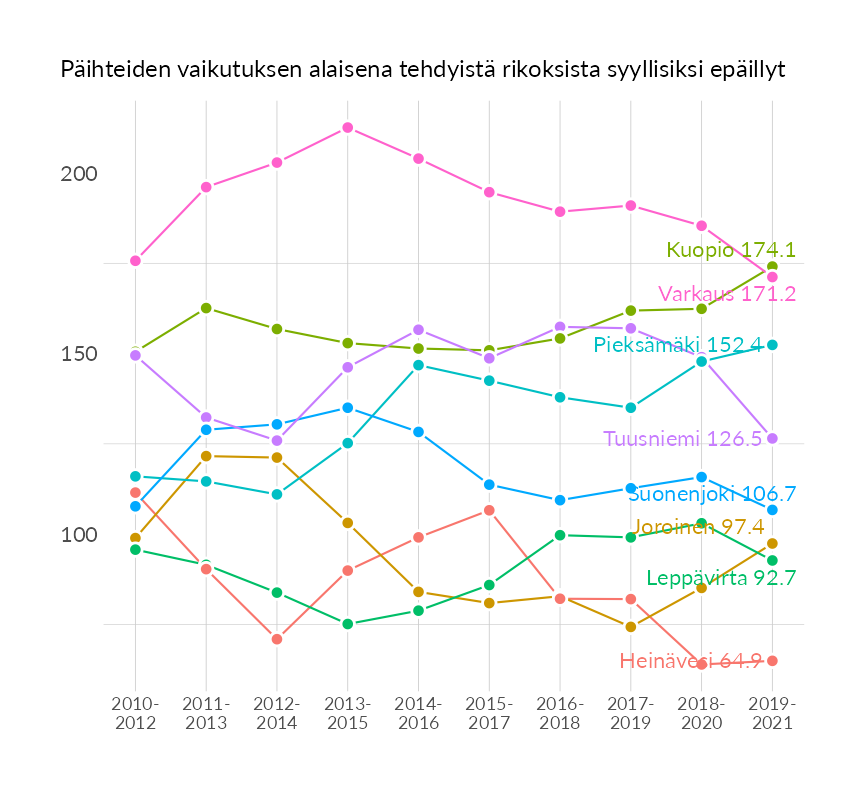 Päihteiden vaikutuksen alaisena tehdyistä rikoksista syyllisiksi epäillyt
200
150
100
Kuopio 174.1
Varkaus 171.2
Pieksämäki 152.4
Tuusniemi 126.5
Suonenjoki 106.7
Joroinen 97.4
Leppävirta 92.7
Heinävesi 64.9
2010- 2011- 2012- 2013- 2014- 2015- 2016- 2017- 2018- 2019-
2012 2013 2014 2015 2016 2017 2018 2019 2020 2021